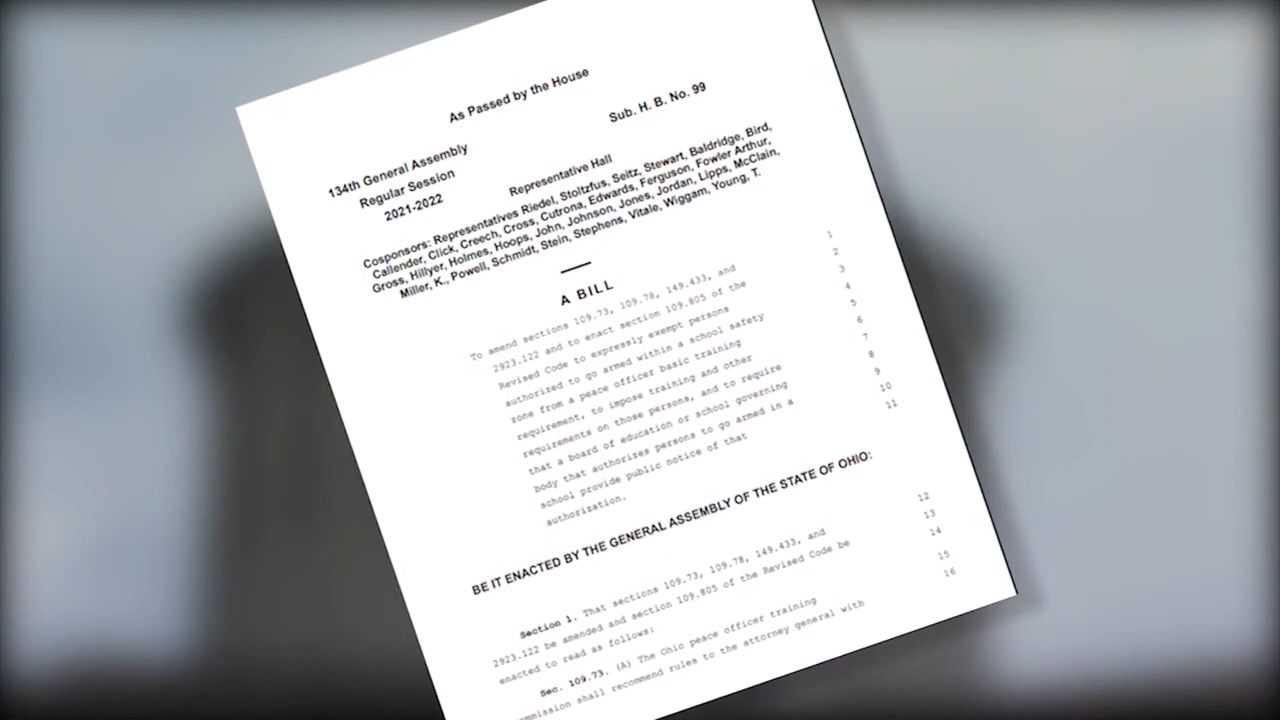 As Passed by the House
134th General Assembly
Regular Session
2021-2022
Sub. H. B. No. 99
Representative Hall
Cosponsors: Representatives Riedel, Stoltzfus, Seitz, Stewart, Baldridge, Bird,
Callender, Click, Creech, Cross, Cutrona, Edwards, Ferguson, Fowler Arthur,
Gross, Hillyer, Holmes, Hoops, John, Johnson, Jones, Jordan, Lipps, McClain,
Miller, K., Powell, Schmidt, Stein, Stephens, Vitale, Wiggam, Young, T.
A BILL
To amend sections 109.73, 109.78, 149.433, and 1
2923.122 and to enact section 109.805 of the 2
Revised Code to expressly exempt persons 3
authorized to go armed within a school safety 4
zone from a peace officer basic training 5
requirement, to impose training and other 6
requirements on those persons, and to require 7
that a board of education or school governing 8
body that authorizes persons to go armed in a 9
school provide public notice of that 10
authorization. 11
BE IT ENACTED BY THE GENERAL ASSEMBLY OF THE STATE OF OHIO:
Section 1. That sections 109.73, 109.78, 149.433, and 12
2923.122 be amended and section 109.805 of the Revised Code be 13
enacted to read as follows: 14
Sec. 109.73. (A) The Ohio peace officer training 15
commission shall recommend rules to the attorney general with 16